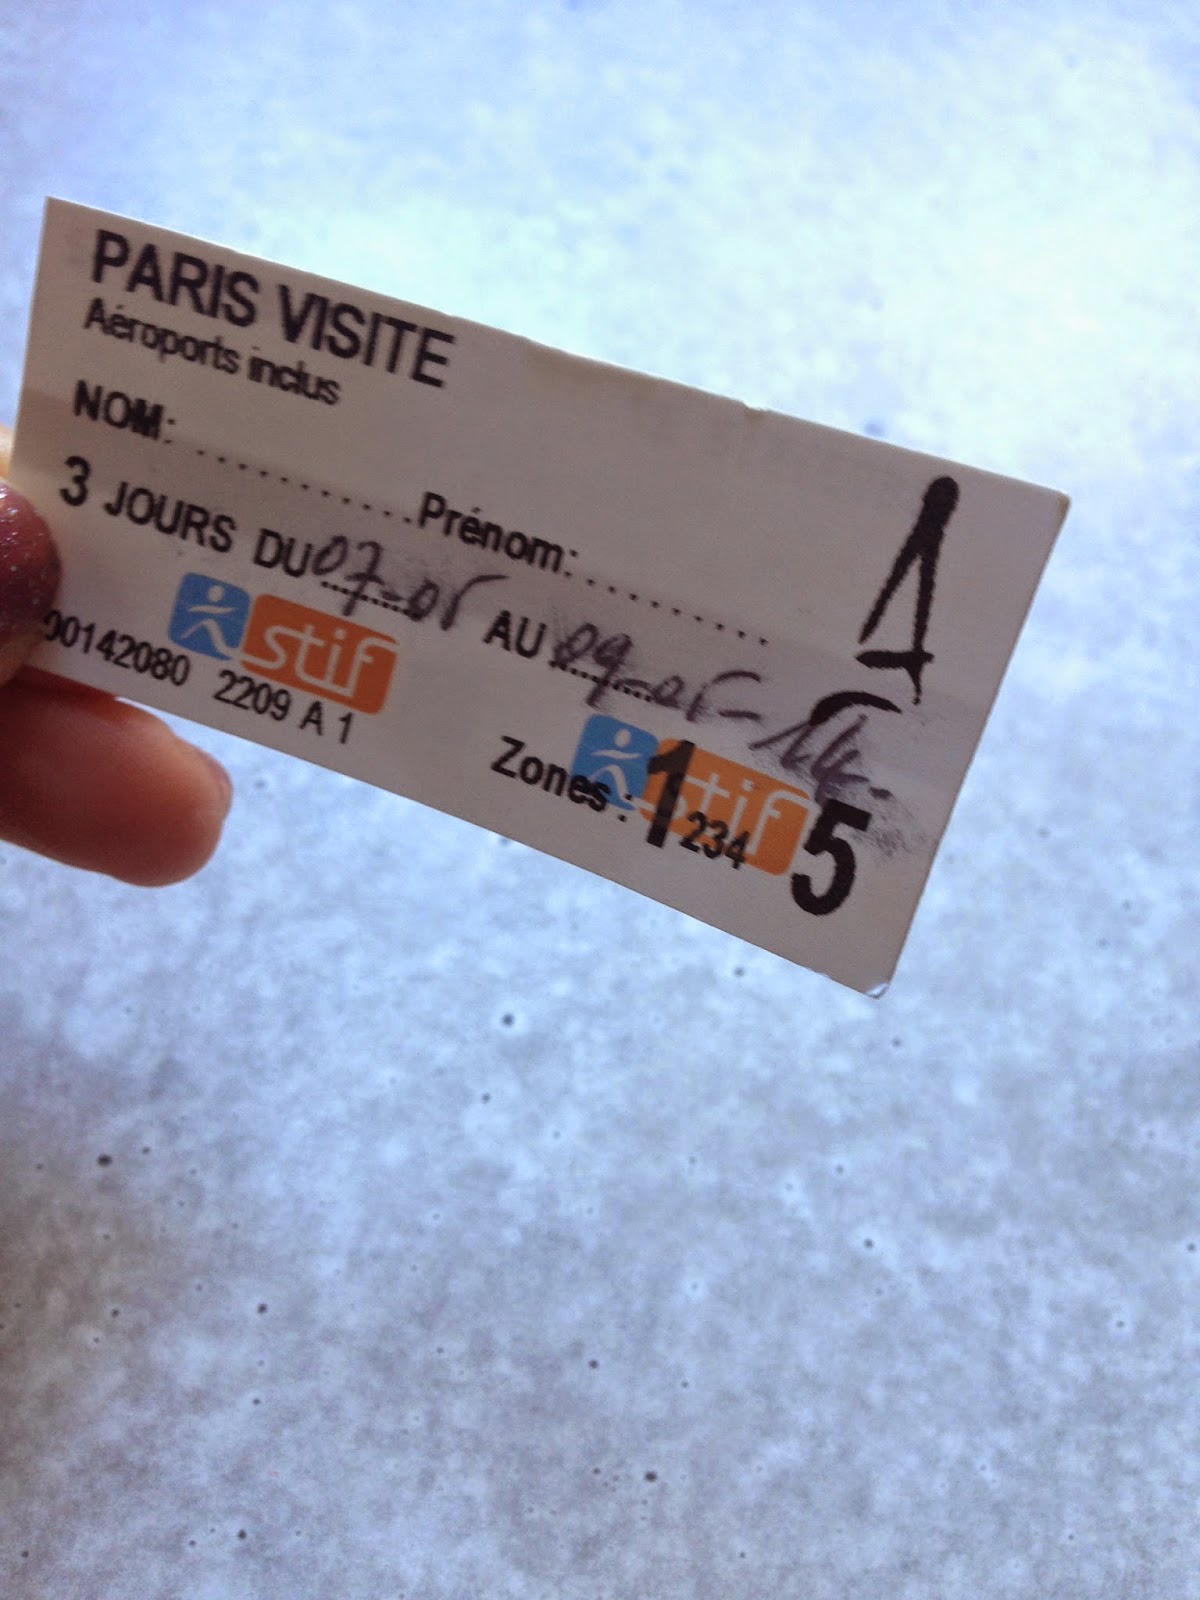 PARIS VISITE
Aéroports inclus
NOM: ........... Prénom: ...........
3 JOURS DU 07-05 AU 09-05-14-
stif
00142080 2209 A 1
stif
Zones : 1 234 5